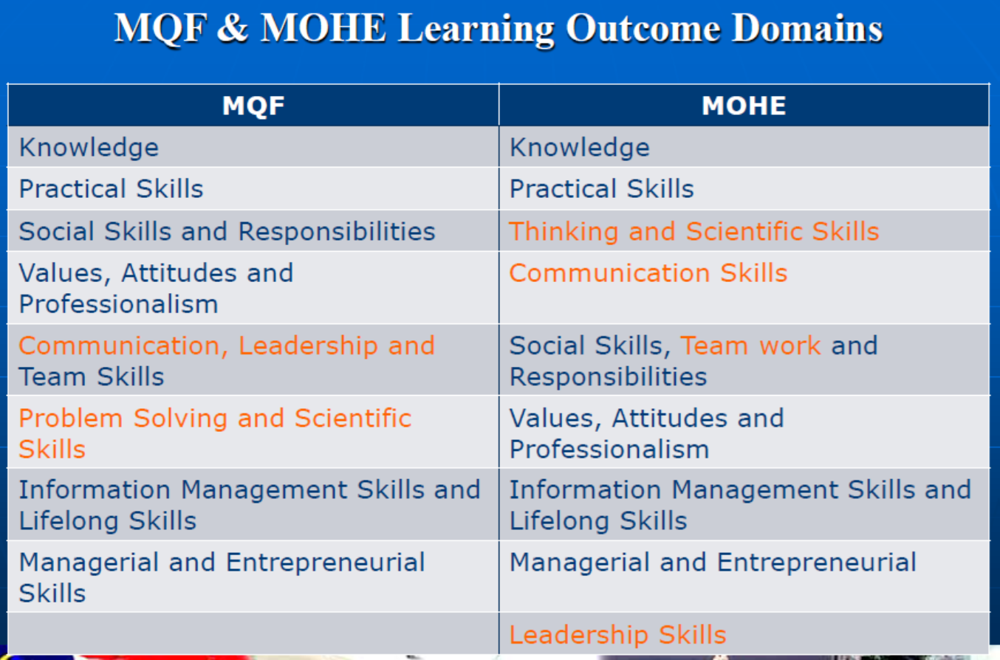 MQF & MOHE Learning Outcome Domains
MQF
MOHE
Knowledge
Knowledge
Practical Skills
Practical Skills
Social Skills and Responsibilities
Thinking and Scientific Skills
Values, Attitudes and
Professionalism
Communication Skills
Communication, Leadership and
Team Skills
Social Skills, Team work and
Responsibilities
Problem Solving and Scientific
Skills
Values, Attitudes and
Professionalism
Information Management Skills and
Lifelong Skills
Information Management Skills and
Lifelong Skills
Managerial and Entrepreneurial
Skills
Managerial and Entrepreneurial
Leadership Skills